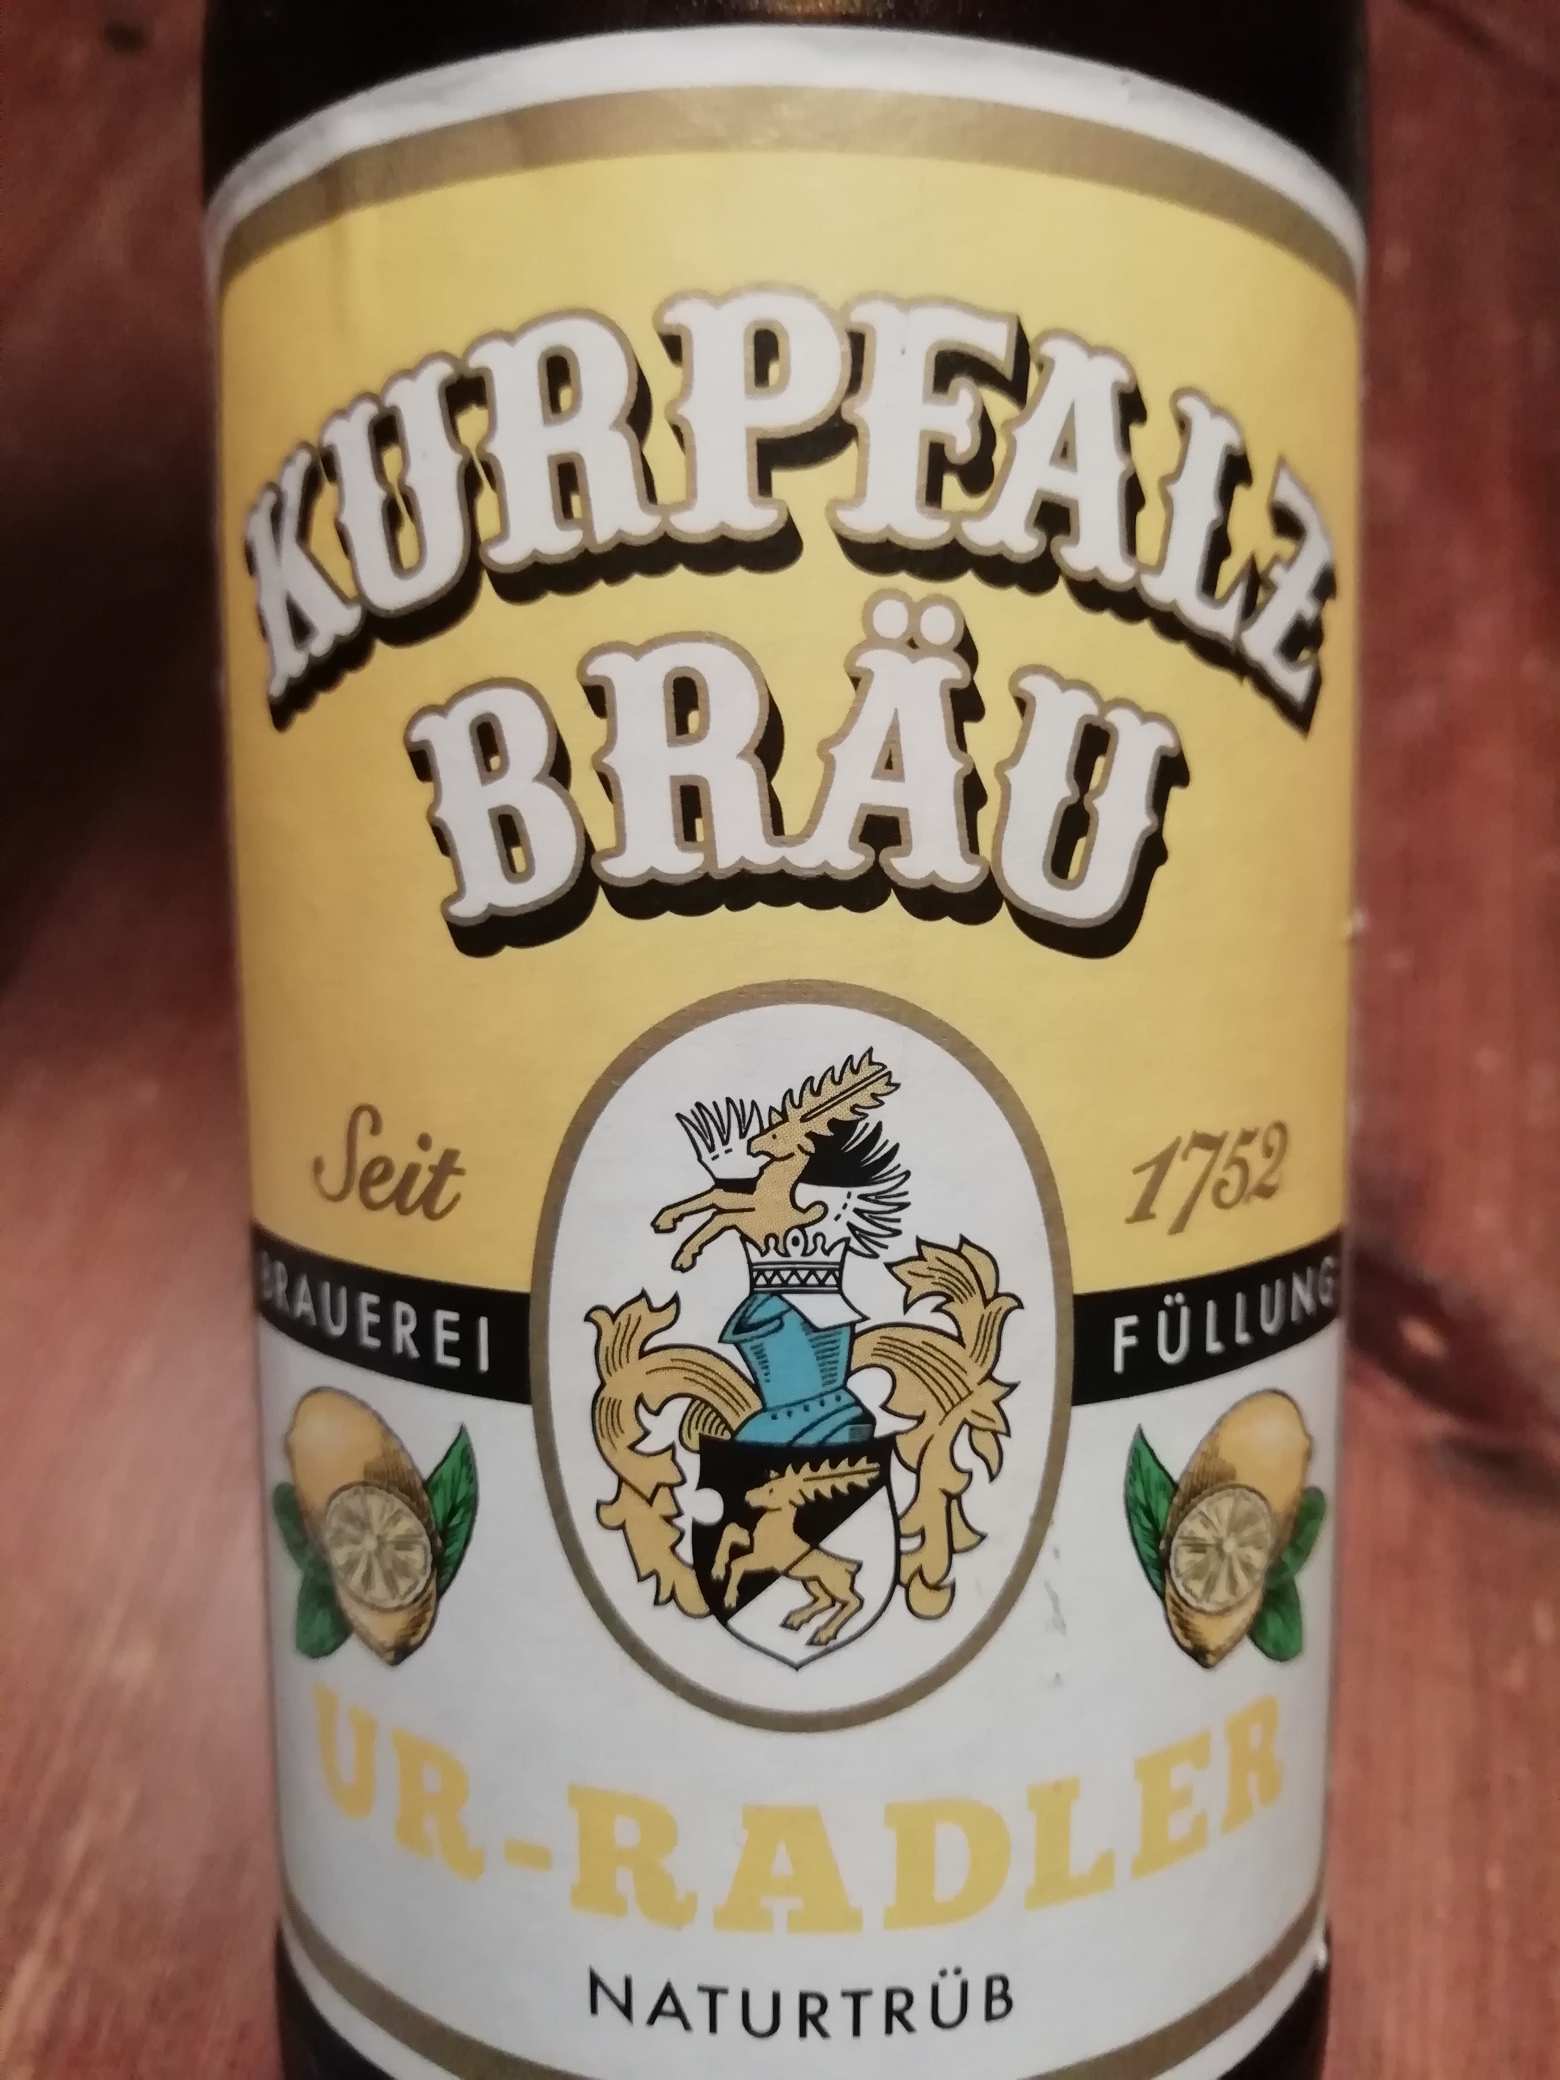 KURPFALZ
BRÄU
Seit 1752
BRAUEREI FÜLLUNG
UR-RADLER
NATURTRÜB